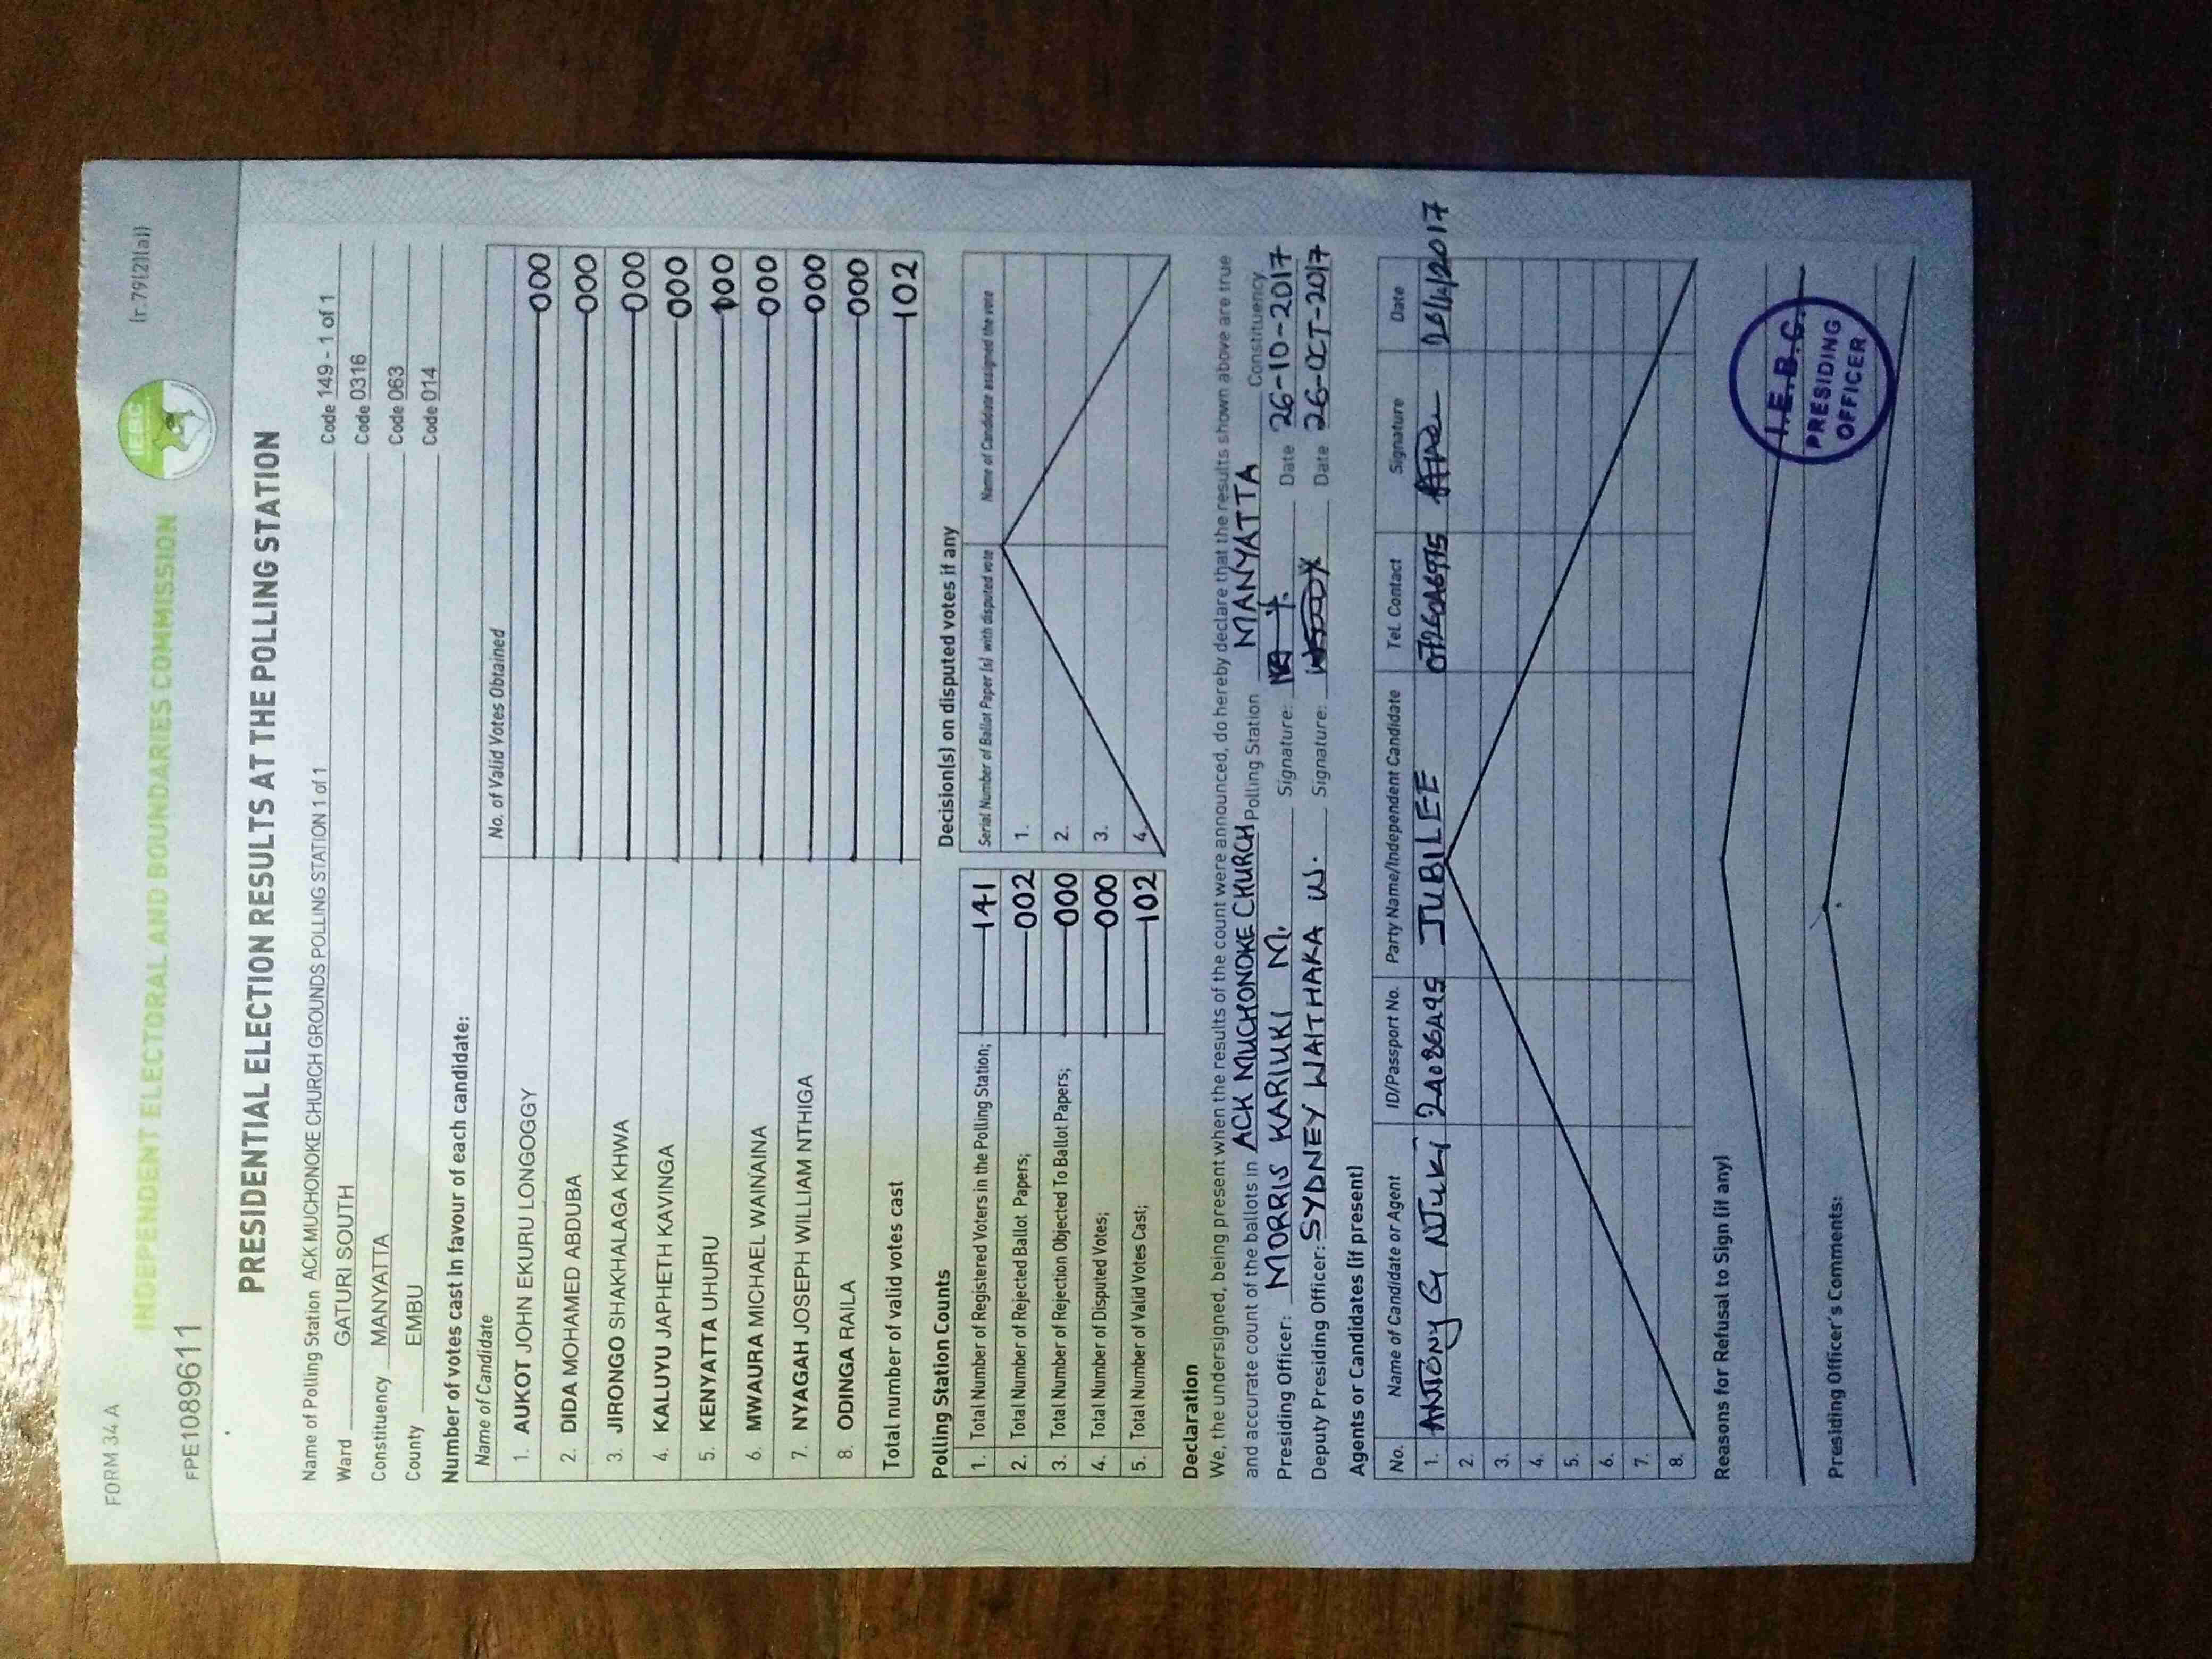 FORM 34 A
(r.79(2)(a))
INDEPENDENT ELECTORAL AND BOUNDARIES COMMISSION
IEBC
FPE1089611
PRESIDENTIAL ELECTION RESULTS AT THE POLLING STATION
Name of Polling Station ACK MUCHONOKE CHURCH GROUNDS POLLING STATION 1 of 1 Code 149 - 1 of 1
Ward GATURI SOUTH Code 0316
Constituency MANYATTA Code 063
County EMBU Code 014
Number of votes cast in favour of each candidate:
Name of Candidate No. of Valid Votes Obtained
1. AUKOT JOHN EKURU LONGOGGY 000
2. DIDA MOHAMED ABDUBA 000
3. JIRONGO SHAKHALAGA KHWA 000
4. KALUYU JAPHETH KAVINGA 000
5. KENYATTA UHURU
6. MWAURA MICHAEL WAINAINA 000
7. NYAGAH JOSEPH WILLIAM NTHIGA 000
8. ODINGA RAILA 000
Total number of valid votes cast 102
Polling Station Counts
1. Total Number of Registered Voters in the Polling Station; 141
2. Total Number of Rejected Ballot Papers; 002
3. Total Number of Rejection Objected To Ballot Papers; 000
4. Total Number of Disputed Votes; 000
5. Total Number of Valid Votes Cast; 102
Decision(s) on disputed votes if any
Serial Number of Ballot Paper (s) with disputed vote Name of Candidate assigned the vote
1.
2.
3.
4.
Declaration
We, the undersigned, being present when the results of the count were announced, do hereby declare that the results shown above are true
and accurate count of the ballots in ACK MUCHONOKE CHURCH Polling Station MANYATTA Constituency
Presiding Officer: MORRIS KARIUKI M. Signature: Date 26-10-2017
Deputy Presiding Officer: SYDNEY WAITHAKA W. Signature: Date 26-OCT-2017
Agents or Candidates (if present)
No. Name of Candidate or Agent ID/Passport No. Party Name/Independent Candidate Tel. Contact Signature Date
1. ANTONY G NJUKI JUBILEE
2.
3.
4.
5.
6.
7.
8.
Reasons for Refusal to Sign (if any)
I.E.B.C.
PRESIDING
OFFICER
Presiding Officer's Comments: